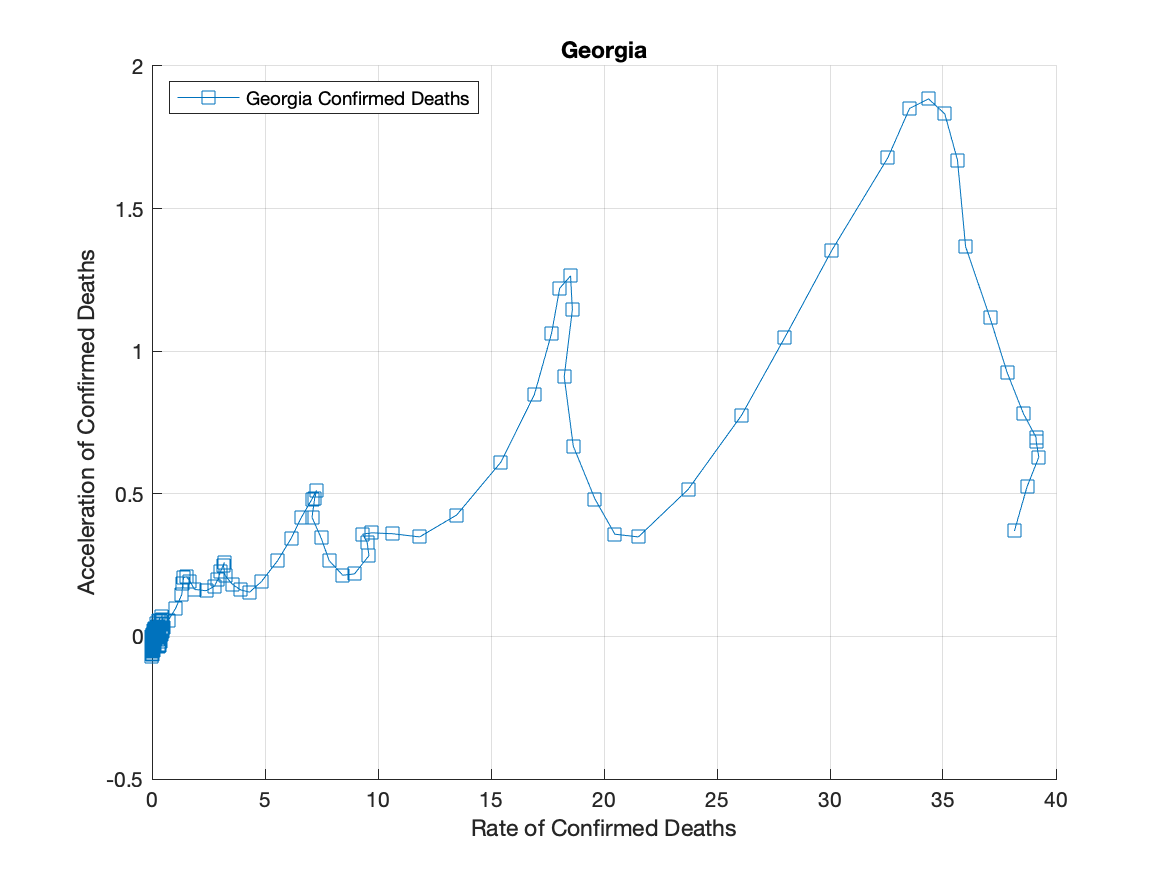 Georgia
Georgia Confirmed Deaths
2
1.5
1
0.5
0
-0.5
Acceleration of Confirmed Deaths
0 5 10 15 20 25 30 35 40
Rate of Confirmed Deaths